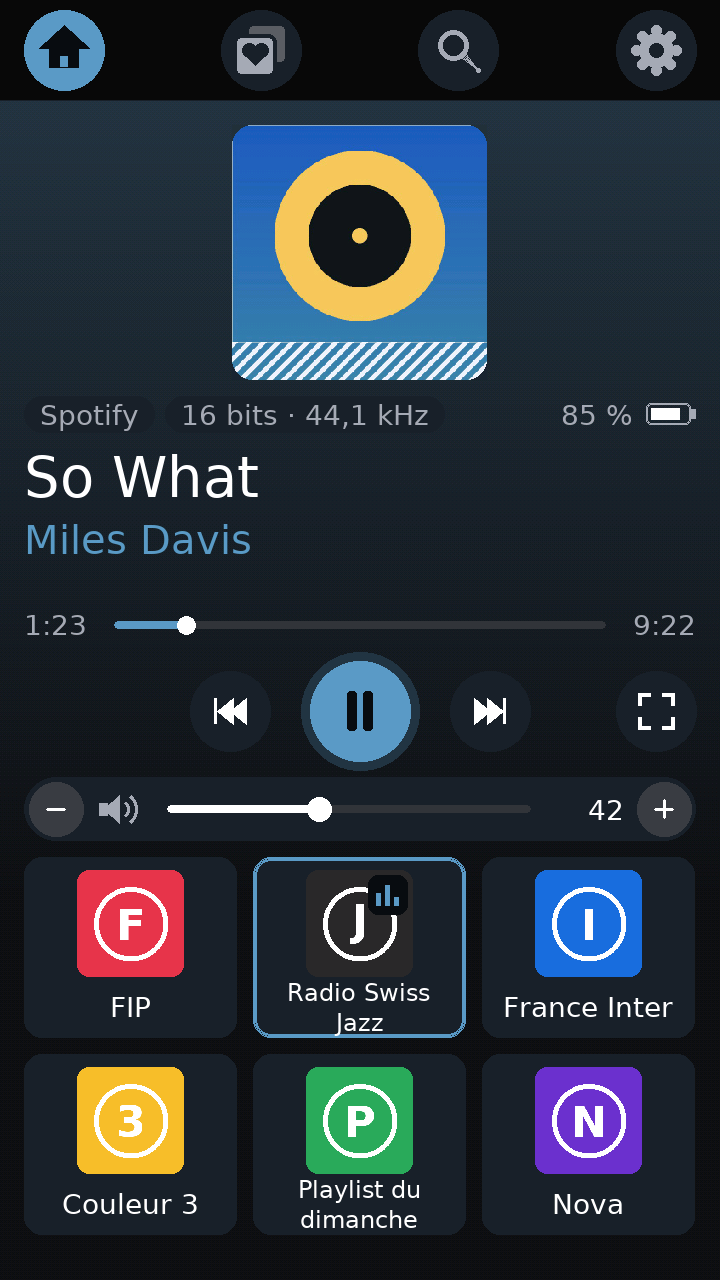 Spotify
16 bits · 44,1 kHz
85 %
So What
Miles Davis
1:23
9:22
42
F
J
I
FIP
Radio Swiss
Jazz
France Inter
3
P
N
Couleur 3
Playlist du
dimanche
Nova